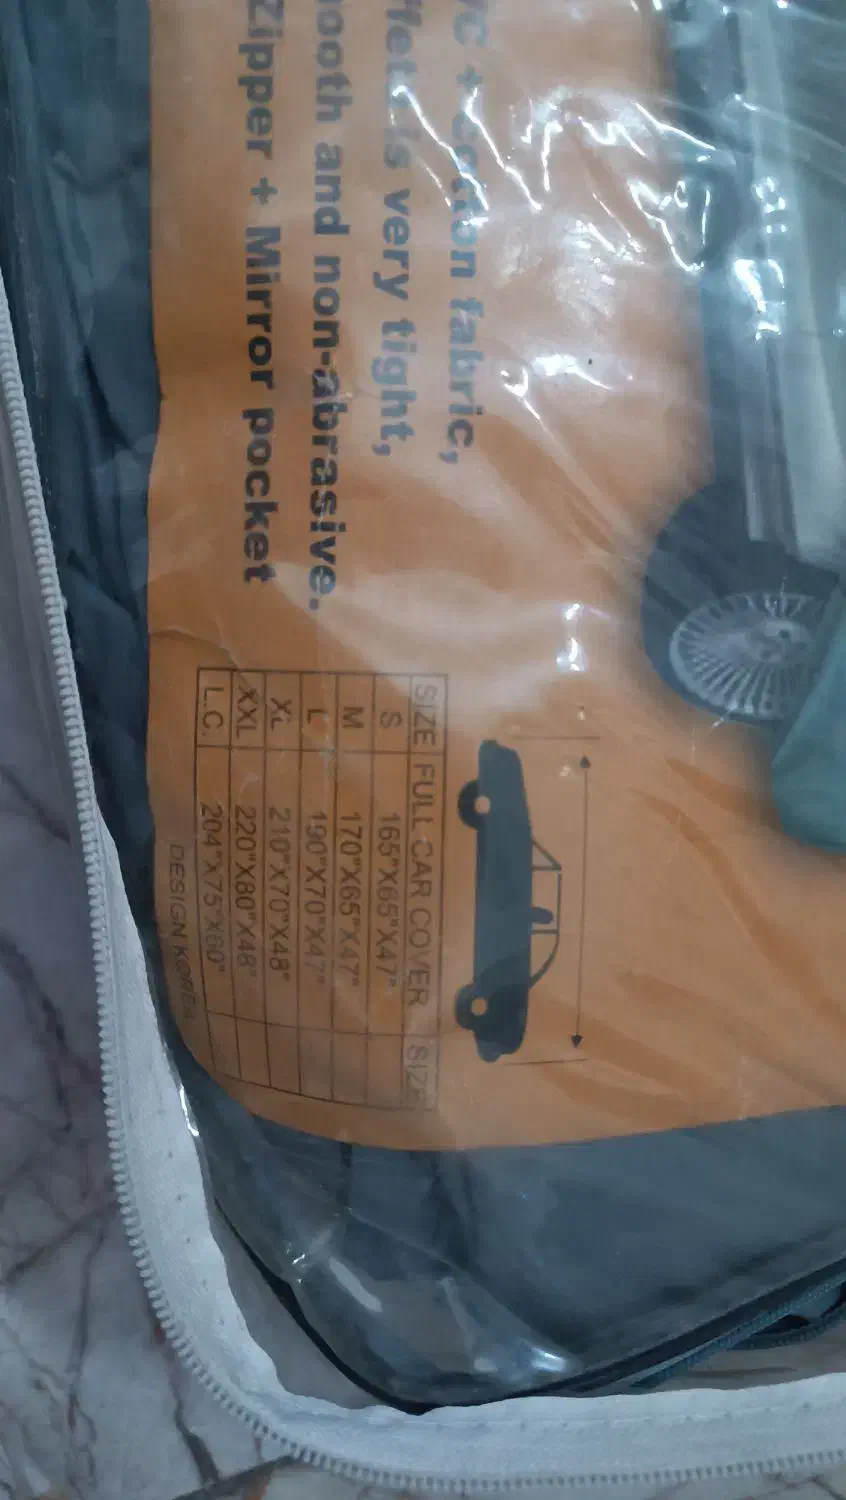 cotton fabric,
is very tight,
and non-abrasive.
Zipper + Mirror pocket
SIZE FULL CAR COVER SIZE
S 165"X65"X47"
M 170"X65"X47"
L 190"X70"X47"
XL 210"X70"X48"
XXL 220"X80"X48"
L.C. 204"X75"X60"
DESIGN KOREA